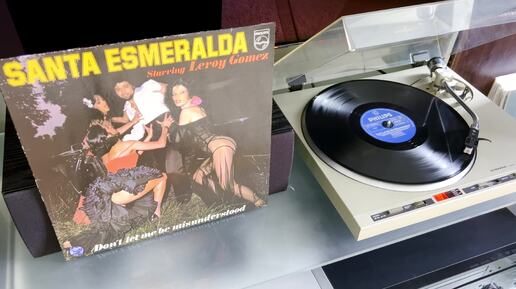 SANTA ESMERALDA
PHILIPS
Starring Leroy Gomez
Don't let me be misunderstood
PHILIPS